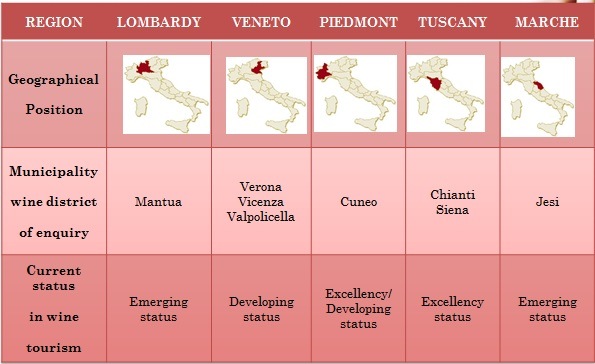 REGION LOMBARDY VENETO PIEDMONT TUSCANY MARCHE
Geographical
Position
Municipality
wine district
of enquiry
Mantua
Verona
Vicenza
Valpolicella
Cuneo
Chianti
Siena
Jesi
Current
status
in wine
tourism
Emerging
status
Developing
status
Excellency/
Developing
status
Excellency
status
Emerging
status